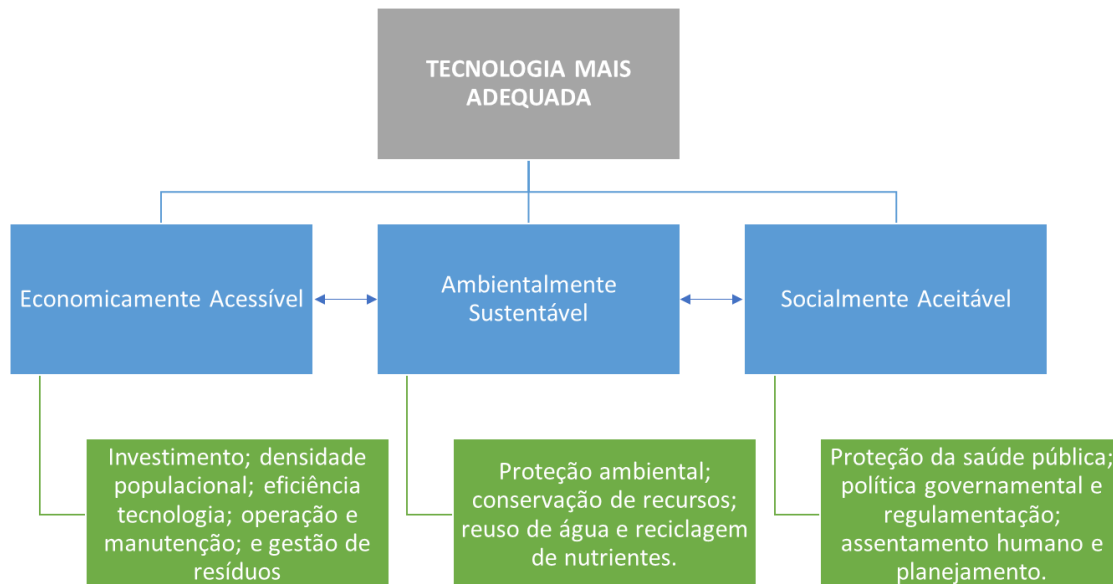 TECNOLOGIA MAIS
ADEQUADA
Economicamente Acessível
Ambientalmente
Sustentável
Socialmente Aceitável
Investimento; densidade
populacional; eficiência
tecnologia; operação e
manutenção; e gestão de
resíduos
Proteção ambiental;
conservação de recursos;
reuso de água e reciclagem
de nutrientes.
Proteção da saúde pública;
política governamental e
regulamentação;
assentamento humano e
planejamento.